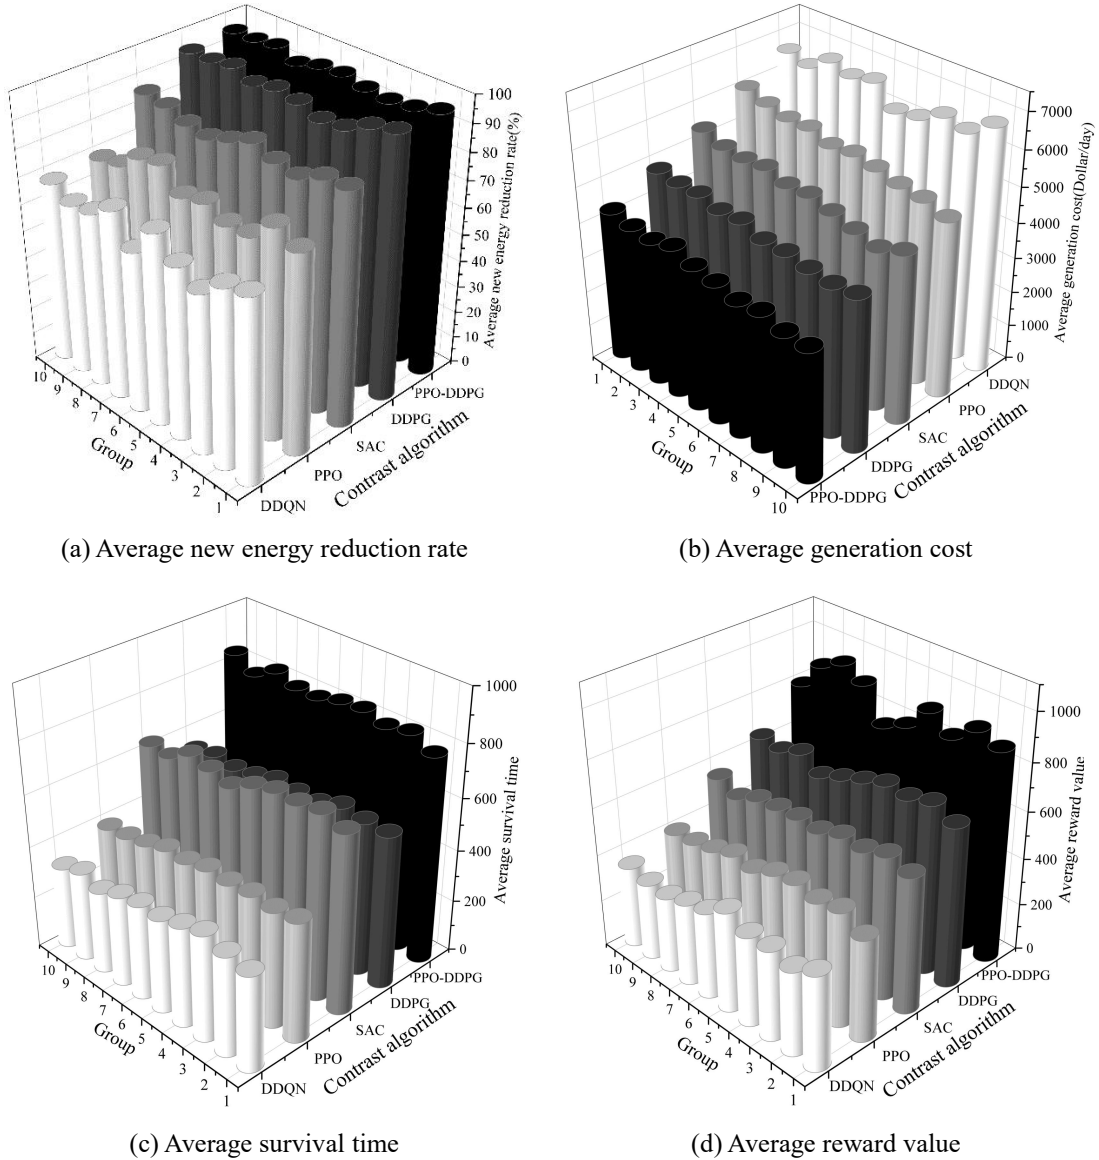 100
90
80
70
60
50
40
30
20
10
0
Average new energy reduction rate(%)
10
9
8
7
6
5
4
3
2
1
Group
DDQN
PPO
SAC
DDPG
PPO-DDPG
Contrast algorithm
(a) Average new energy reduction rate
7000
6000
5000
4000
3000
2000
1000
0
Average generation cost(Dollar/day)
1
2
3
4
5
6
7
8
9
10
Group
PPO-DDPG
DDPG
SAC
PPO
DDQN
Contrast algorithm
(b) Average generation cost
1000
800
600
400
200
0
Average survival time
10
9
8
7
6
5
4
3
2
1
Group
DDQN
PPO
SAC
DDPG
PPO-DDPG
Contrast algorithm
(c) Average survival time
1000
800
600
400
200
0
Average reward value
10
9
8
7
6
5
4
3
2
1
Group
DDQN
PPO
SAC
DDPG
PPO-DDPG
Contrast algorithm
(d) Average reward value